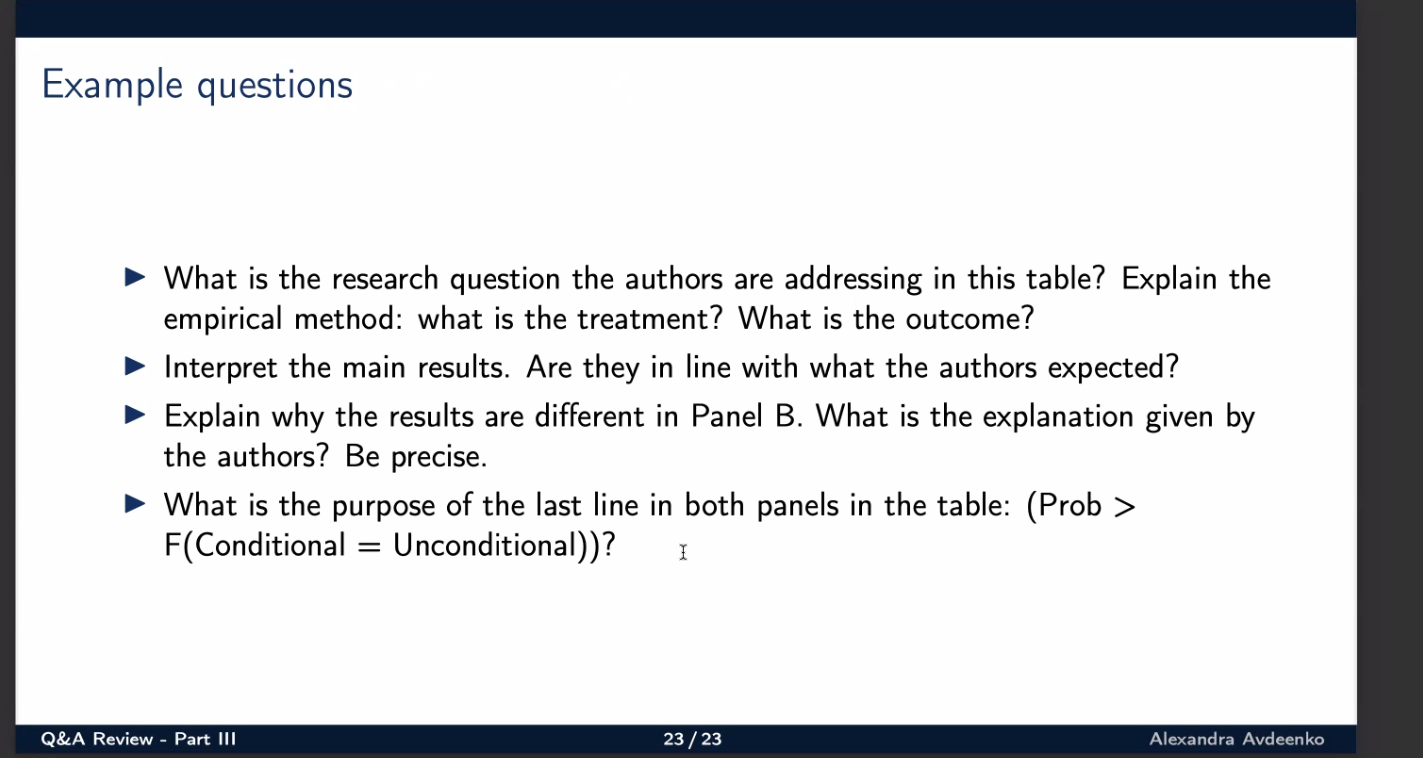 Example questions
What is the research question the authors are addressing in this table? Explain the
empirical method: what is the treatment? What is the outcome?
Interpret the main results. Are they in line with what the authors expected?
Explain why the results are different in Panel B. What is the explanation given by
the authors? Be precise.
What is the purpose of the last line in both panels in the table: (Prob >
F(Conditional = Unconditional))?
Q&A Review - Part III
23 / 23
Alexandra Avdeenko